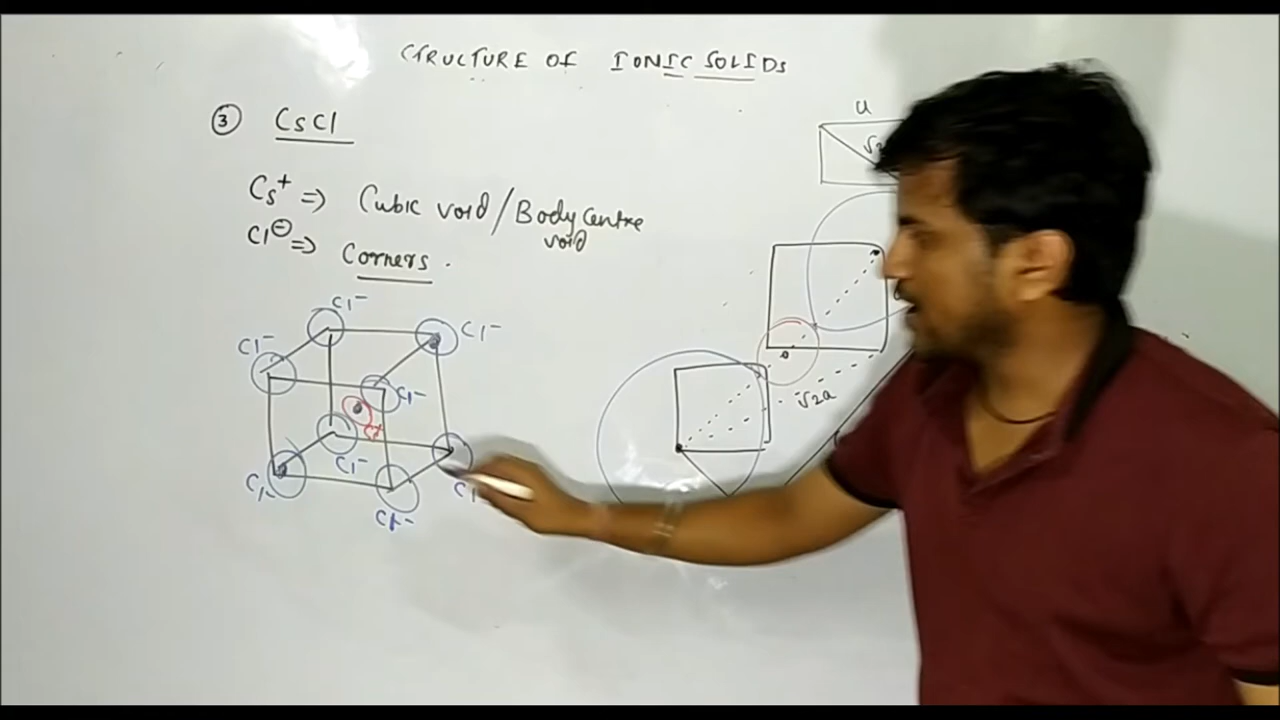 STRUCTURE OF IONIC SOLIDS
③ CsCl
Cs⁺ => Cubic void / Body Centre void
Cl⊖ => Corners.
Cl⁻
Cl⁻
Cl⁻
Cl⁻
Cl⁻
Cl⁻
Cl⁻
a
√2a